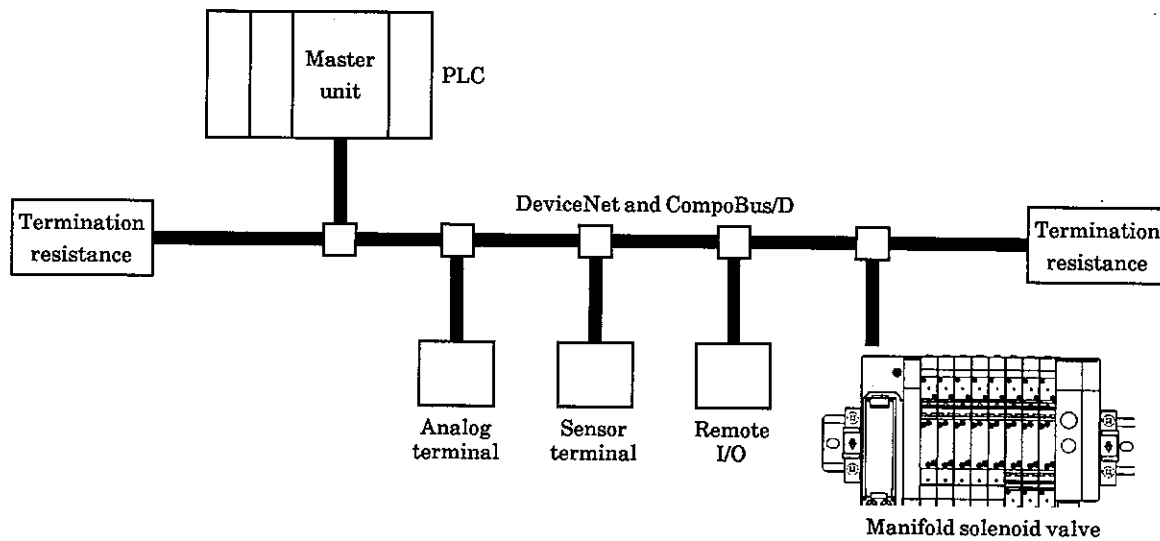 Master
unit
PLC
DeviceNet and CompoBus/D
Termination
resistance
Termination
resistance
Analog
terminal
Sensor
terminal
Remote
I/O
Manifold solenoid valve